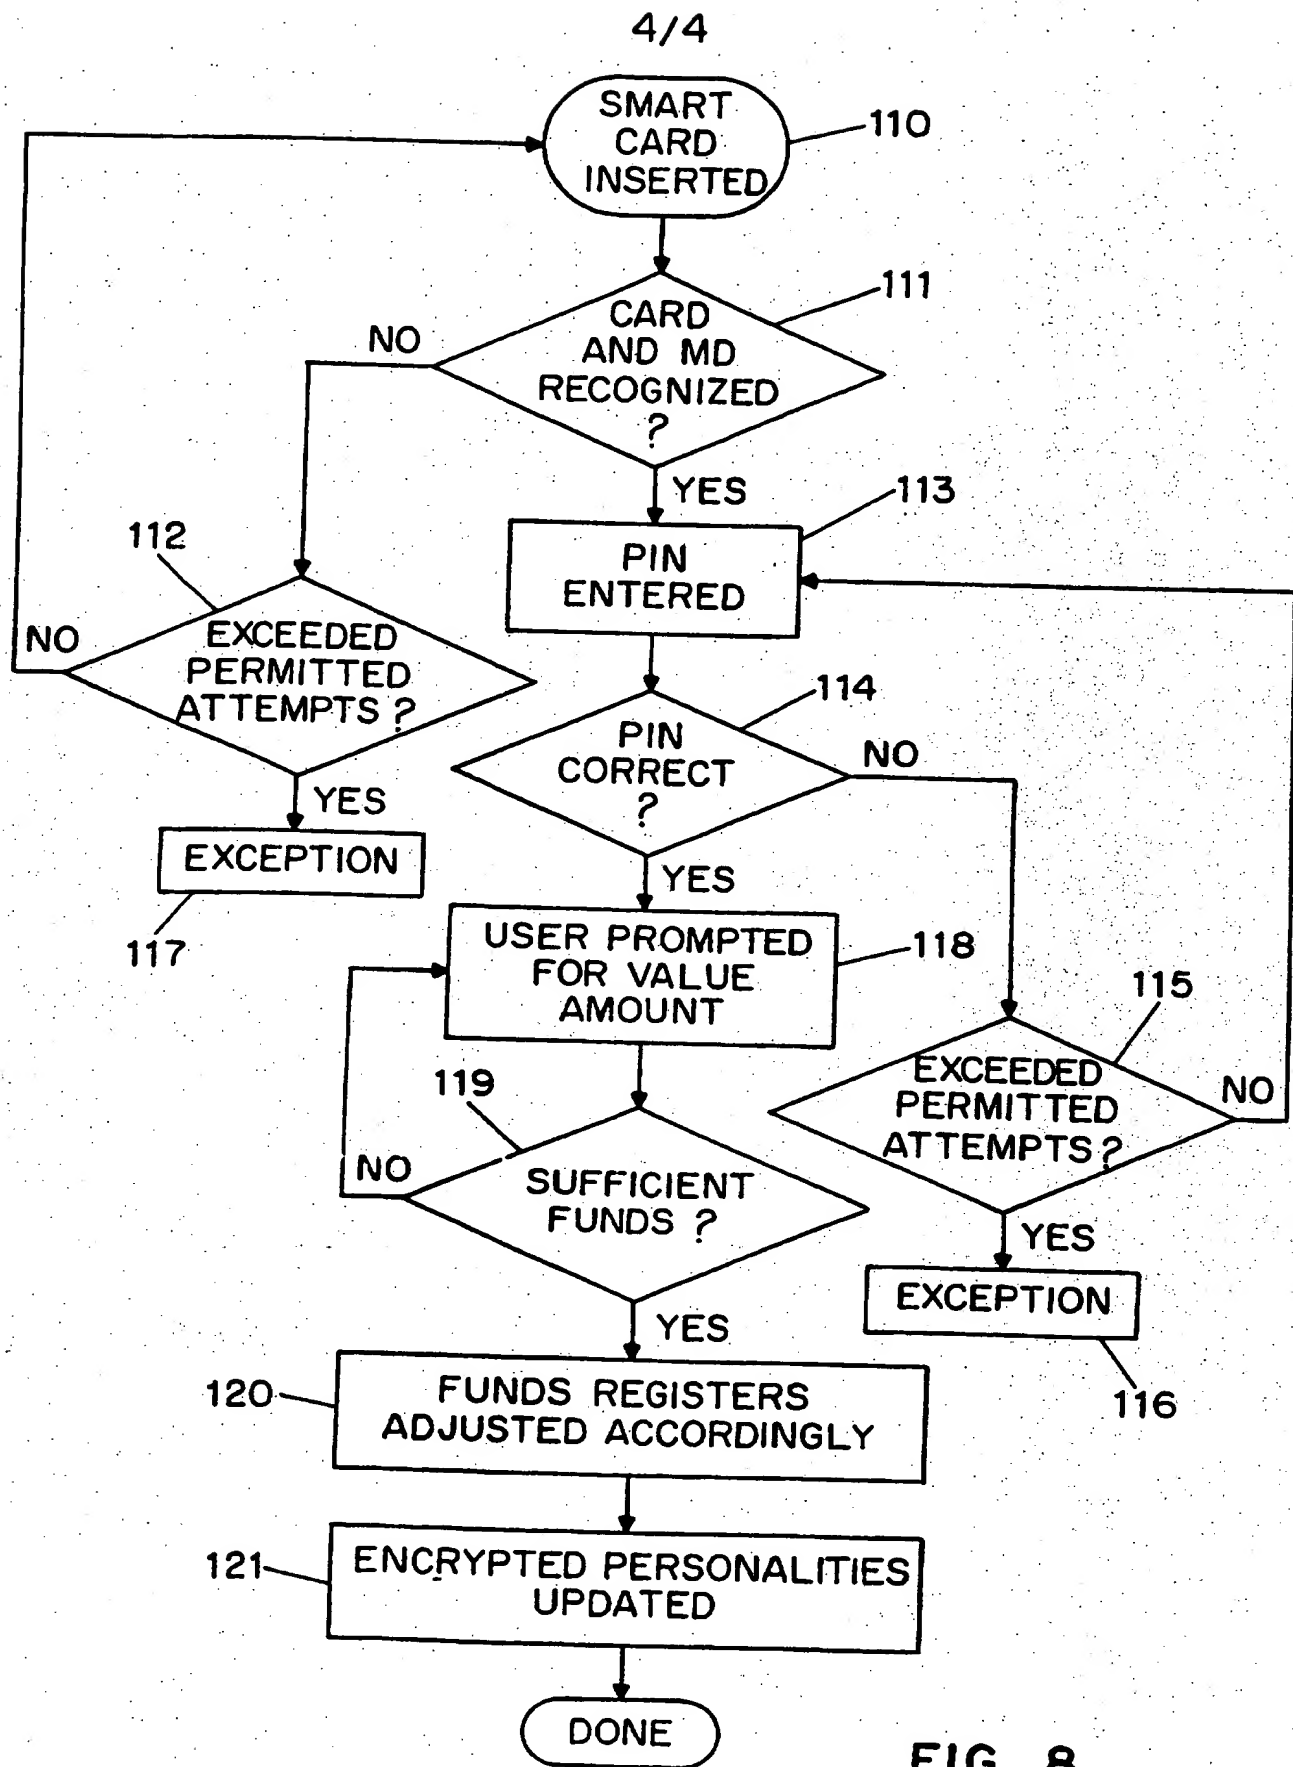 4/4
SMART
CARD
INSERTED
110
CARD
AND MD
RECOGNIZED
?
111
NO
YES
113
112
PIN
ENTERED
EXCEEDED
PERMITTED
ATTEMPTS?
NO
114
PIN
CORRECT
?
NO
YES
EXCEPTION
117
YES
USER PROMPTED
FOR VALUE
AMOUNT
118
115
119
EXCEEDED
PERMITTED
ATTEMPTS?
NO
NO
SUFFICIENT
FUNDS ?
YES
EXCEPTION
116
YES
120
FUNDS REGISTERS
ADJUSTED ACCORDINGLY
121
ENCRYPTED PERSONALITIES
UPDATED
DONE
FIG. 8